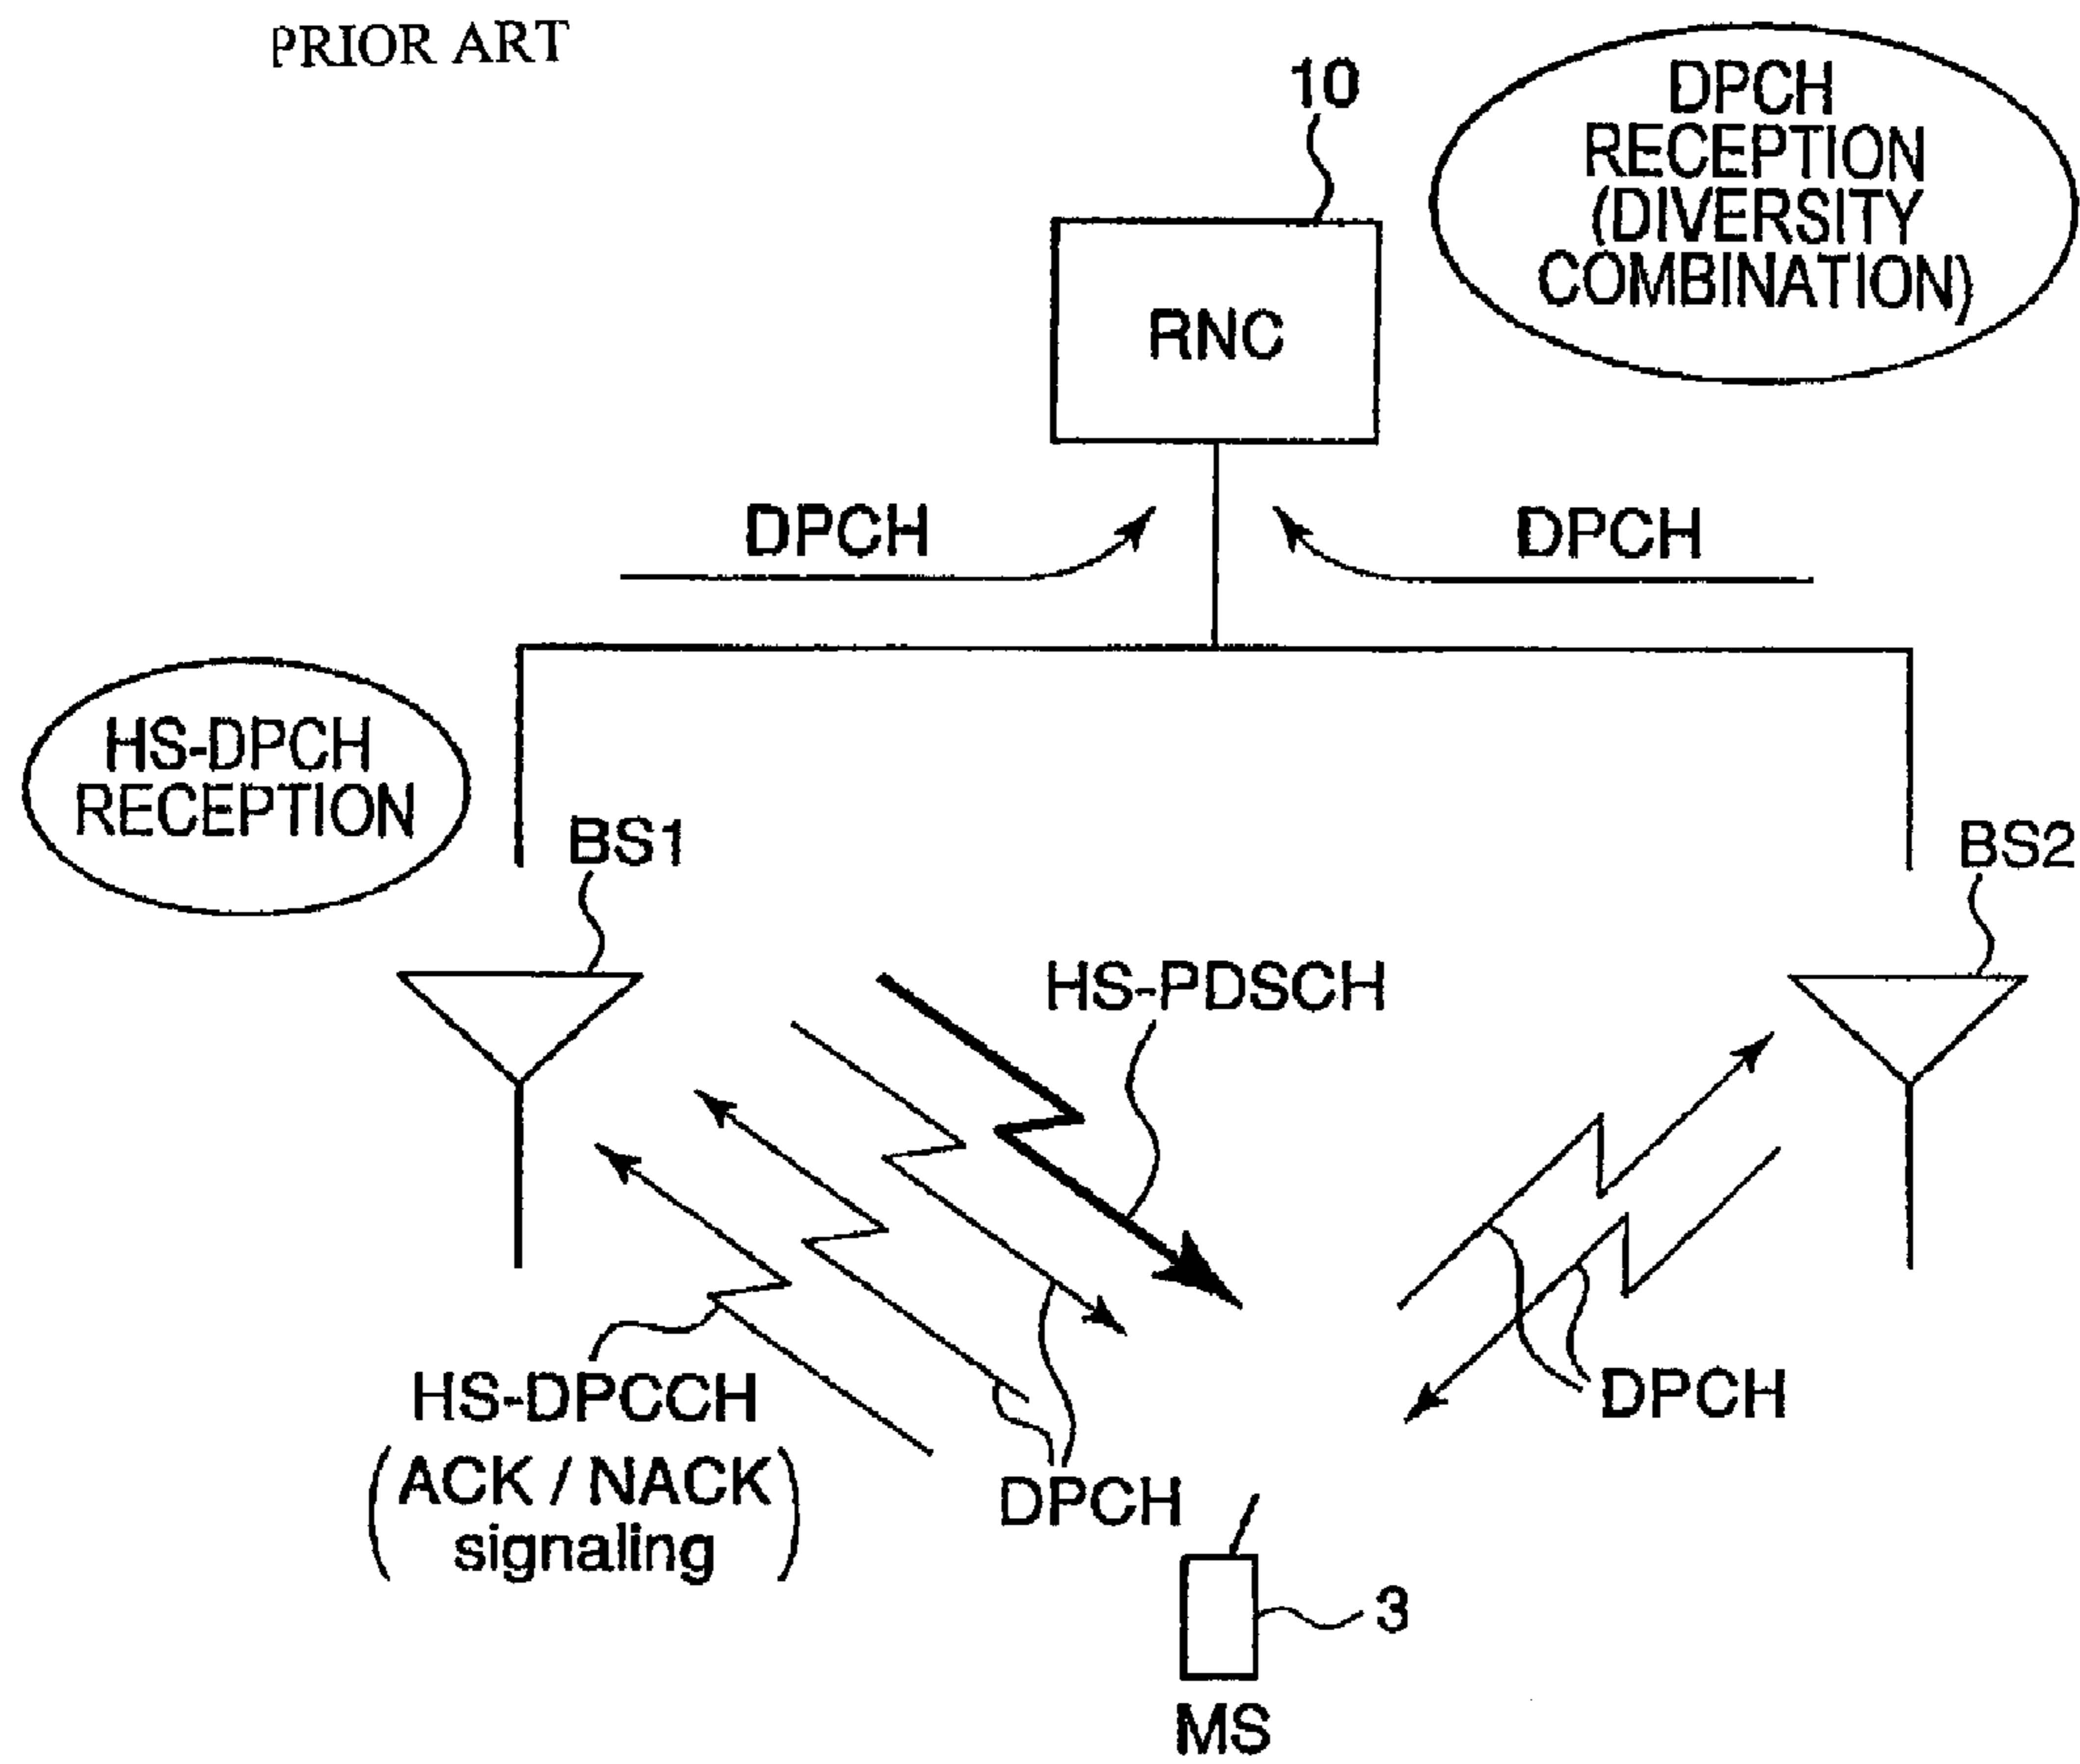 PRIOR ART
10
DPCH
RECEPTION
(DIVERSITY
COMBINATION)
RNC
DPCH
DPCH
HS-DPCH
RECEPTION
BS1
BS2
HS-PDSCH
HS-DPCCH
(ACK / NACK
signaling)
DPCH
DPCH
3
MS